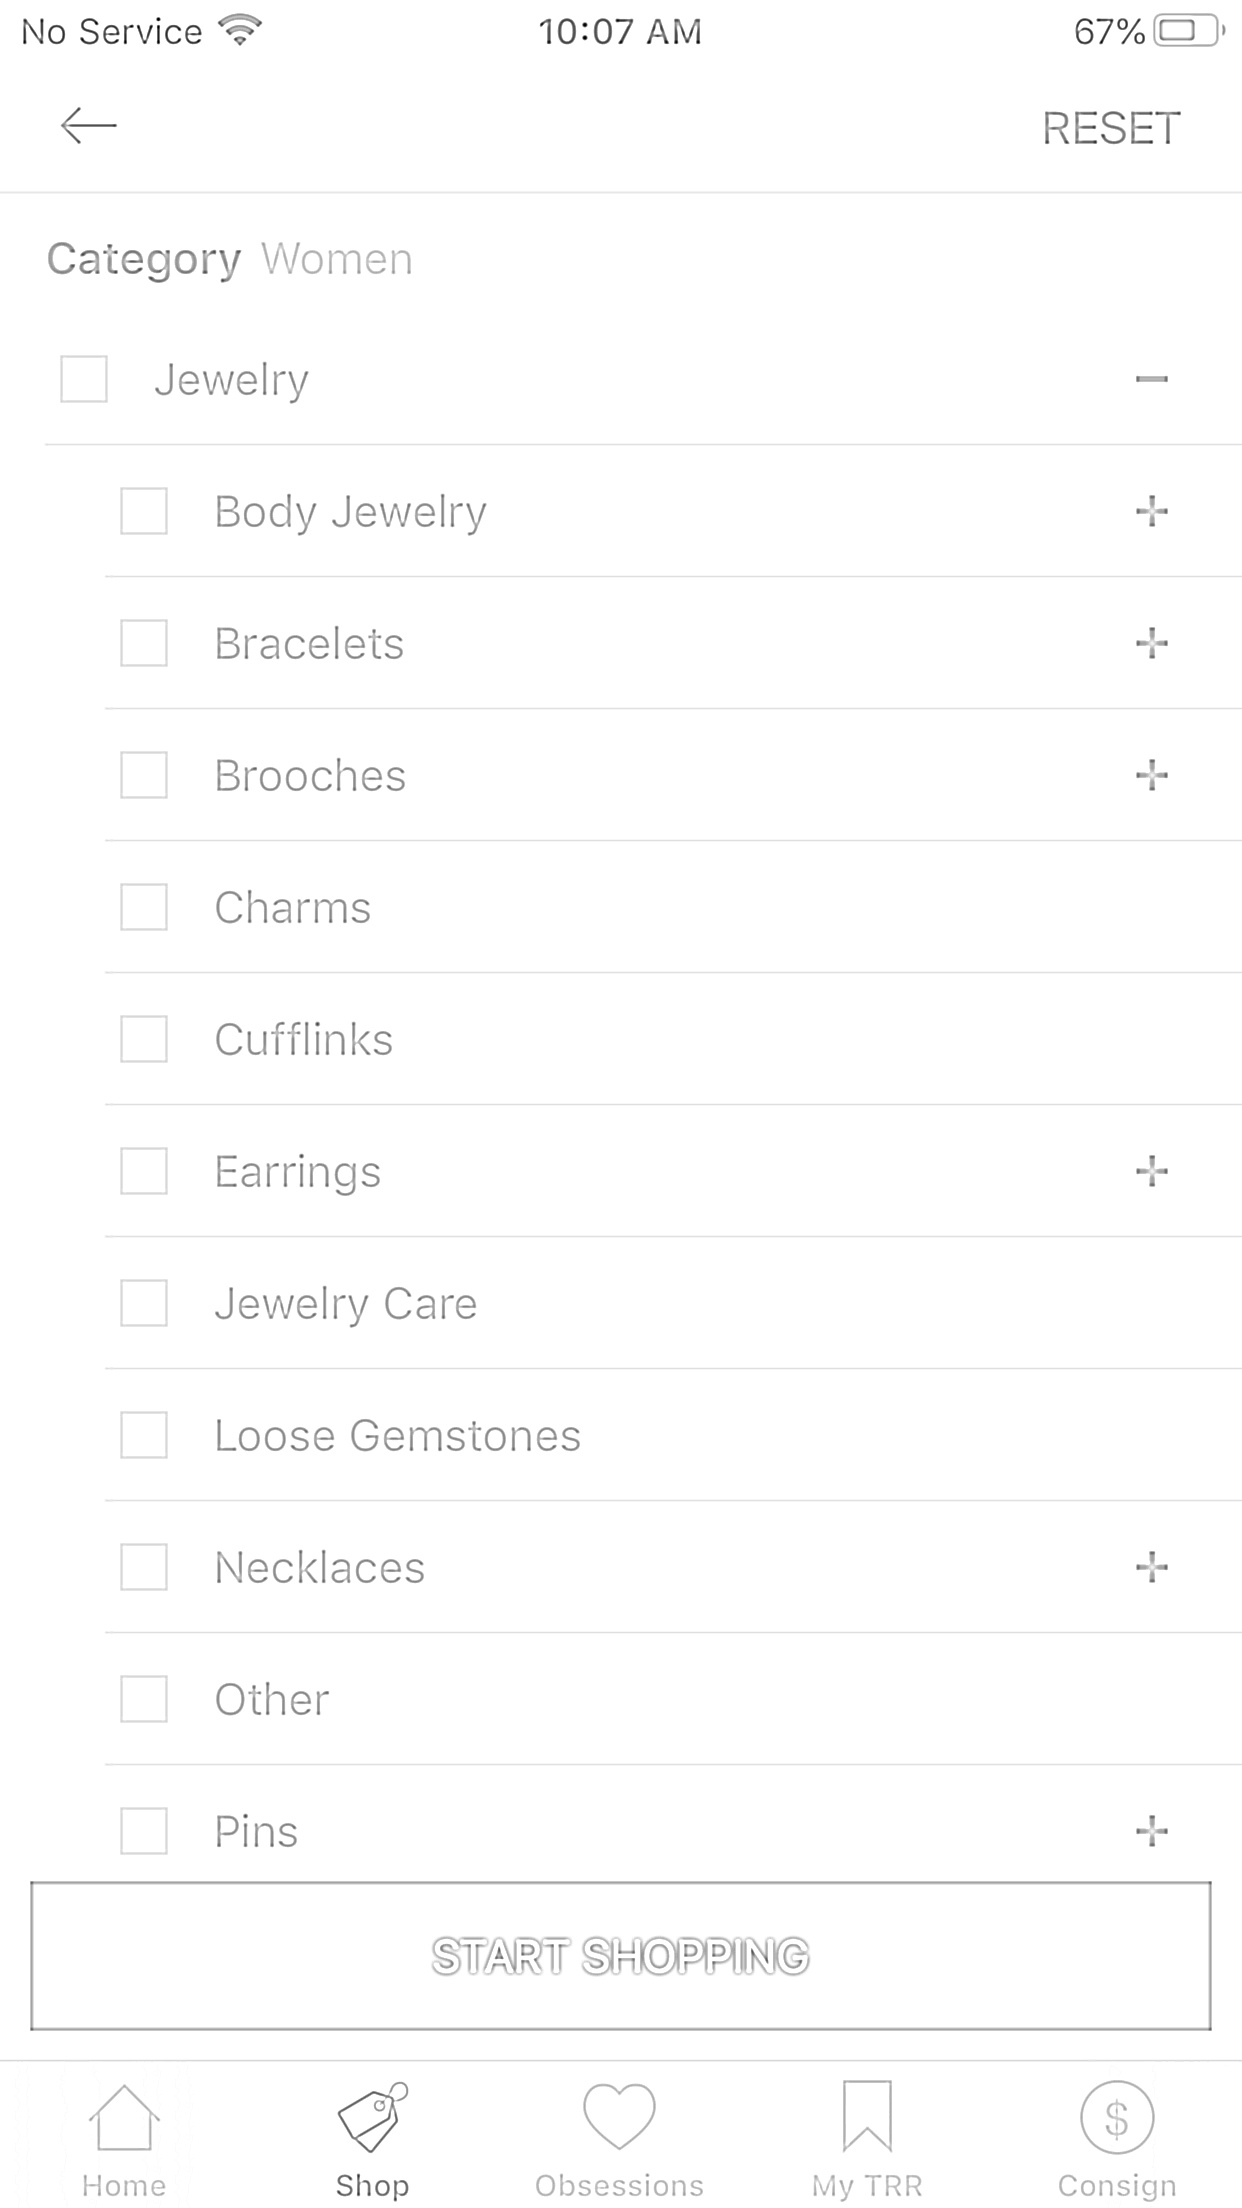 No Service 10:07 AM 67%
RESET
Category Women
Jewelry
Body Jewelry
Bracelets
Brooches
Charms
Cufflinks
Earrings
Jewelry Care
Loose Gemstones
Necklaces
Other
Pins
START SHOPPING
Home Shop Obsessions My TRR Consign